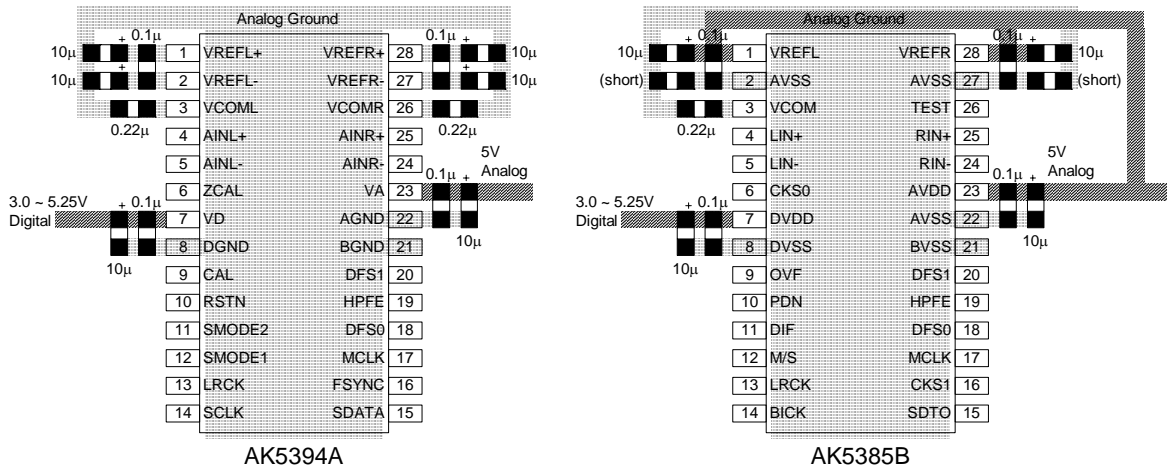 Analog Ground
10μ + 0.1μ 1 VREFL+ VREFR+ 28 0.1μ + 10μ
10μ + 2 VREFL- VREFR- 27 + 10μ
3 VCOML VCOMR 26
0.22μ 0.22μ
4 AINL+ AINR+ 25
5 AINL- AINR- 24
5V
Analog
6 ZCAL VA 23 0.1μ +
3.0 ~ 5.25V
Digital
+ 0.1μ 7 VD AGND 22
10μ
8 DGND BGND 21
10μ
9 CAL DFS1 20
10 RSTN HPFE 19
11 SMODE2 DFS0 18
12 SMODE1 MCLK 17
13 LRCK FSYNC 16
14 SCLK SDATA 15
AK5394A
Analog Ground
10μ + 0.1μ 1 VREFL VREFR 28 0.1μ + 10μ
(short) 2 AVSS AVSS 27 (short)
3 VCOM TEST 26
0.22μ
4 LIN+ RIN+ 25
5 LIN- RIN- 24
5V
Analog
6 CKS0 AVDD 23 0.1μ +
3.0 ~ 5.25V
Digital
+ 0.1μ 7 DVDD AVSS 22
10μ
8 DVSS BVSS 21
10μ
9 OVF DFS1 20
10 PDN HPFE 19
11 DIF DFS0 18
12 M/S MCLK 17
13 LRCK CKS1 16
14 BICK SDTO 15
AK5385B